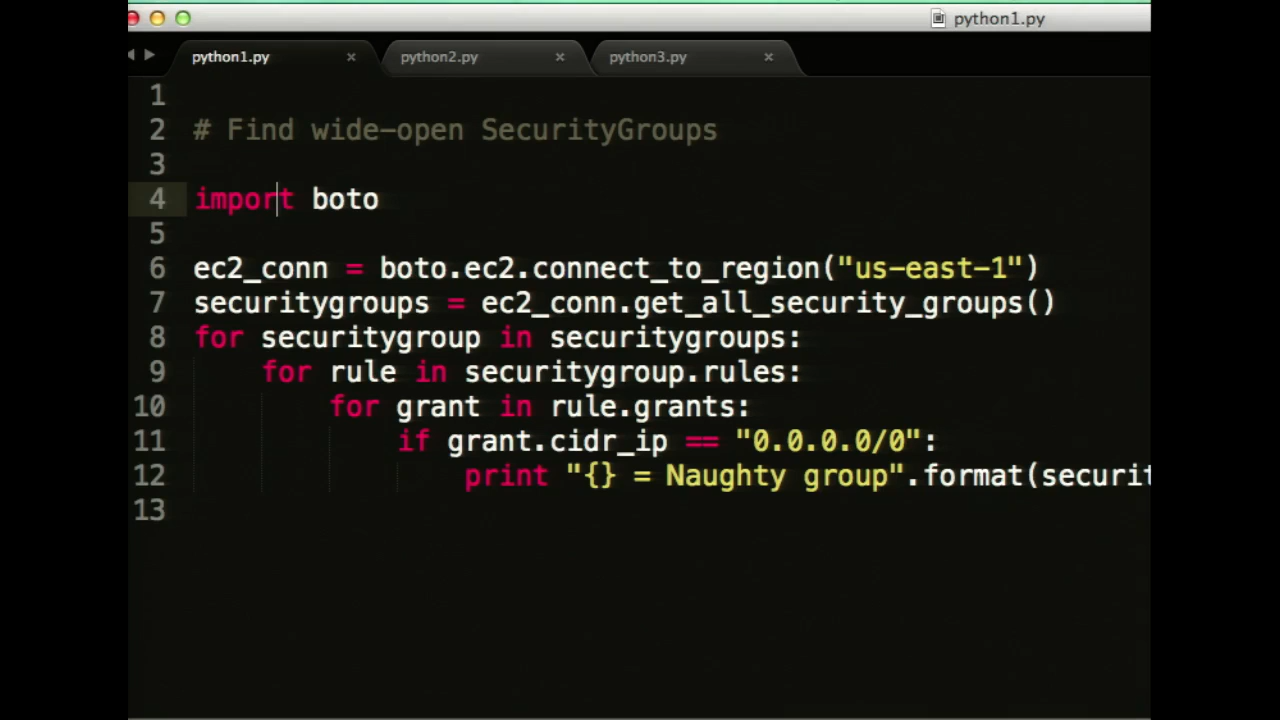 python1.py
python1.py × python2.py × python3.py ×
1
2 # Find wide-open SecurityGroups
3
4 import boto
5
6 ec2_conn = boto.ec2.connect_to_region("us-east-1")
7 securitygroups = ec2_conn.get_all_security_groups()
8 for securitygroup in securitygroups:
9 for rule in securitygroup.rules:
10 for grant in rule.grants:
11 if grant.cidr_ip == "0.0.0.0/0":
12 print "{} = Naughty group".format(securit
13